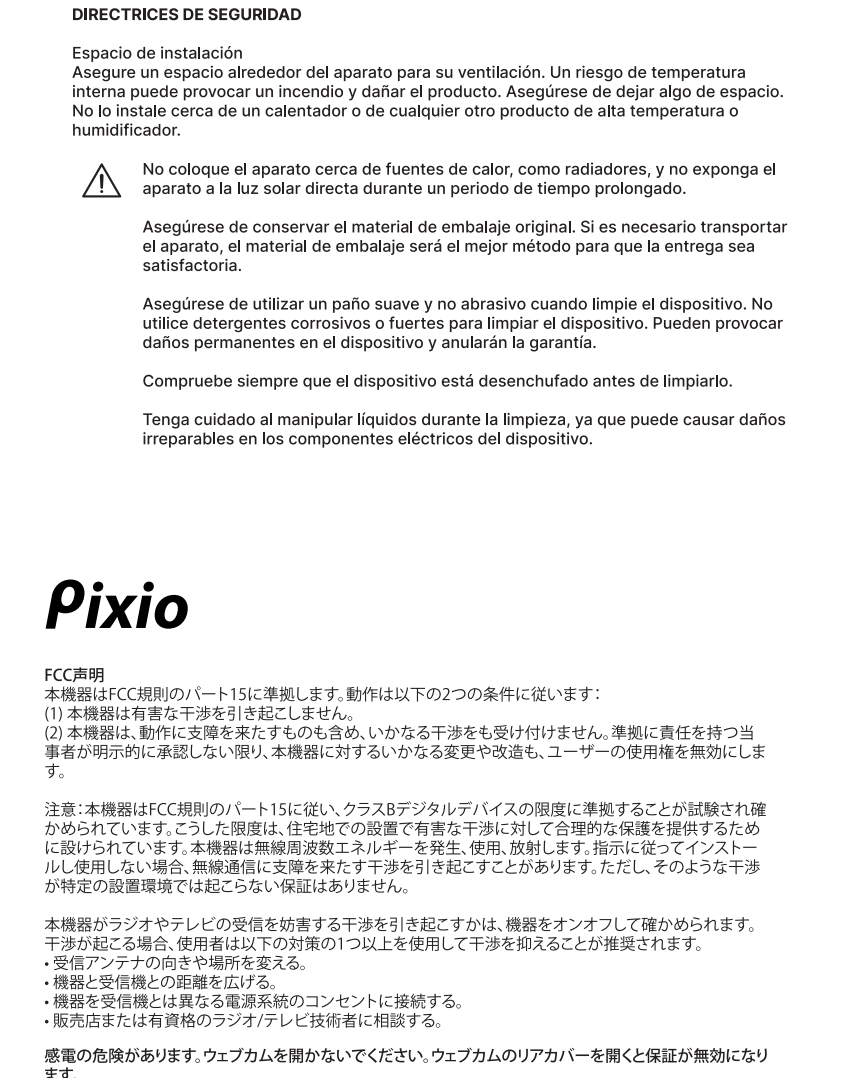 DIRECTRICES DE SEGURIDAD
Espacio de instalación
Asegure un espacio alrededor del aparato para su ventilación. Un riesgo de temperatura
interna puede provocar un incendio y dañar el producto. Asegúrese de dejar algo de espacio.
No lo instale cerca de un calentador o de cualquier otro producto de alta temperatura o
humidificador.
No coloque el aparato cerca de fuentes de calor, como radiadores, y no exponga el
aparato a la luz solar directa durante un periodo de tiempo prolongado.
Asegúrese de conservar el material de embalaje original. Si es necesario transportar
el aparato, el material de embalaje será el mejor método para que la entrega sea
satisfactoria.
Asegúrese de utilizar un paño suave y no abrasivo cuando limpie el dispositivo. No
utilice detergentes corrosivos o fuertes para limpiar el dispositivo. Pueden provocar
daños permanentes en el dispositivo y anularán la garantía.
Compruebe siempre que el dispositivo está desenchufado antes de limpiarlo.
Tenga cuidado al manipular líquidos durante la limpieza, ya que puede causar daños
irreparables en los componentes eléctricos del dispositivo.
Pixio
FCC声明
本機器はFCC規則のパート15に準拠します。動作は以下の2つの条件に従います：
(1) 本機器は有害な干渉を引き起こしません。
(2) 本機器は、動作に支障を来たすものも含め、いかなる干渉をも受け付けません。準拠に責任を持つ当
事者が明示的に承認しない限り、本機器に対するいかなる変更や改造も、ユーザーの使用権を無効にしま
す。
注意：本機器はFCC規則のパート15に従い、クラスBデジタルデバイスの限度に準拠することが試験され確
かめられています。こうした限度は、住宅地での設置で有害な干渉に対して合理的な保護を提供するため
に設けられています。本機器は無線周波数エネルギーを発生、使用、放射します。指示に従ってインストー
ルし使用しない場合、無線通信に支障を来たす干渉を引き起こすことがあります。ただし、そのような干渉
が特定の設置環境では起こらない保証はありません。
本機器がラジオやテレビの受信を妨害する干渉を引き起こすかは、機器をオンオフして確かめられます。
干渉が起こる場合、使用者は以下の対策の1つ以上を使用して干渉を抑えることが推奨されます。
• 受信アンテナの向きや場所を変える。
• 機器と受信機との距離を広げる。
• 機器を受信機とは異なる電源系統のコンセントに接続する。
• 販売店または有資格のラジオ/テレビ技術者に相談する。
感電の危険があります。ウェブカムを開かないでください。ウェブカムのリアカバーを開くと保証が無効になり
ます。